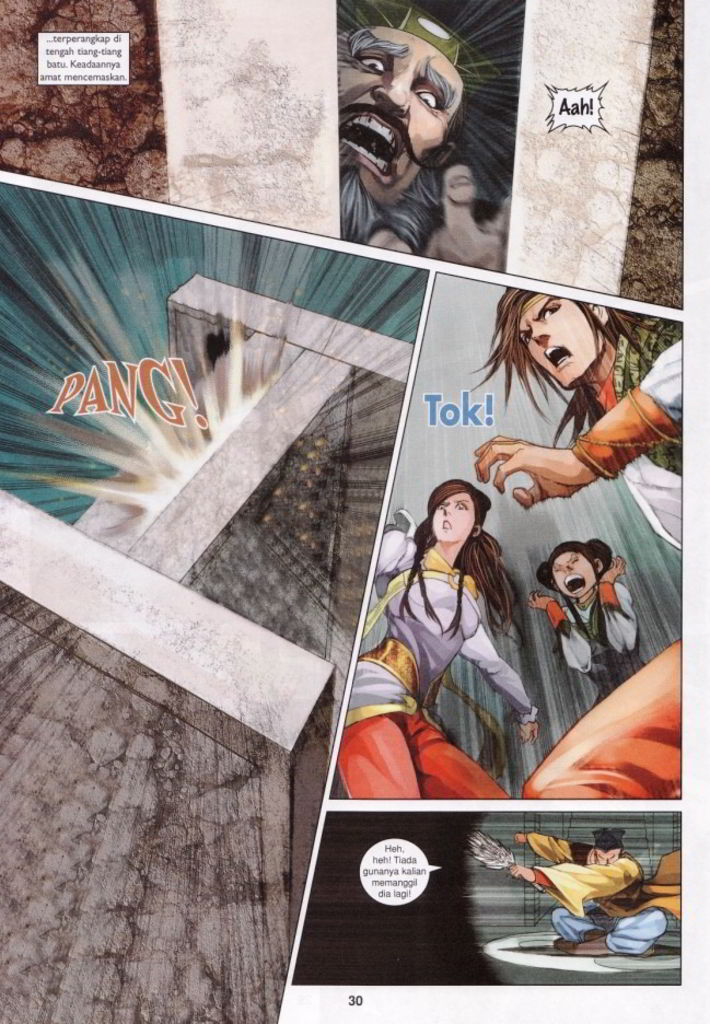 ...terperangkap di
tengah tiang-tiang
batu. Keadaannya
amat mencemaskan.
Aah!
PANG!
Tok!
Heh,
heh! Tiada
gunanya kalian
memanggil
dia lagi!
30